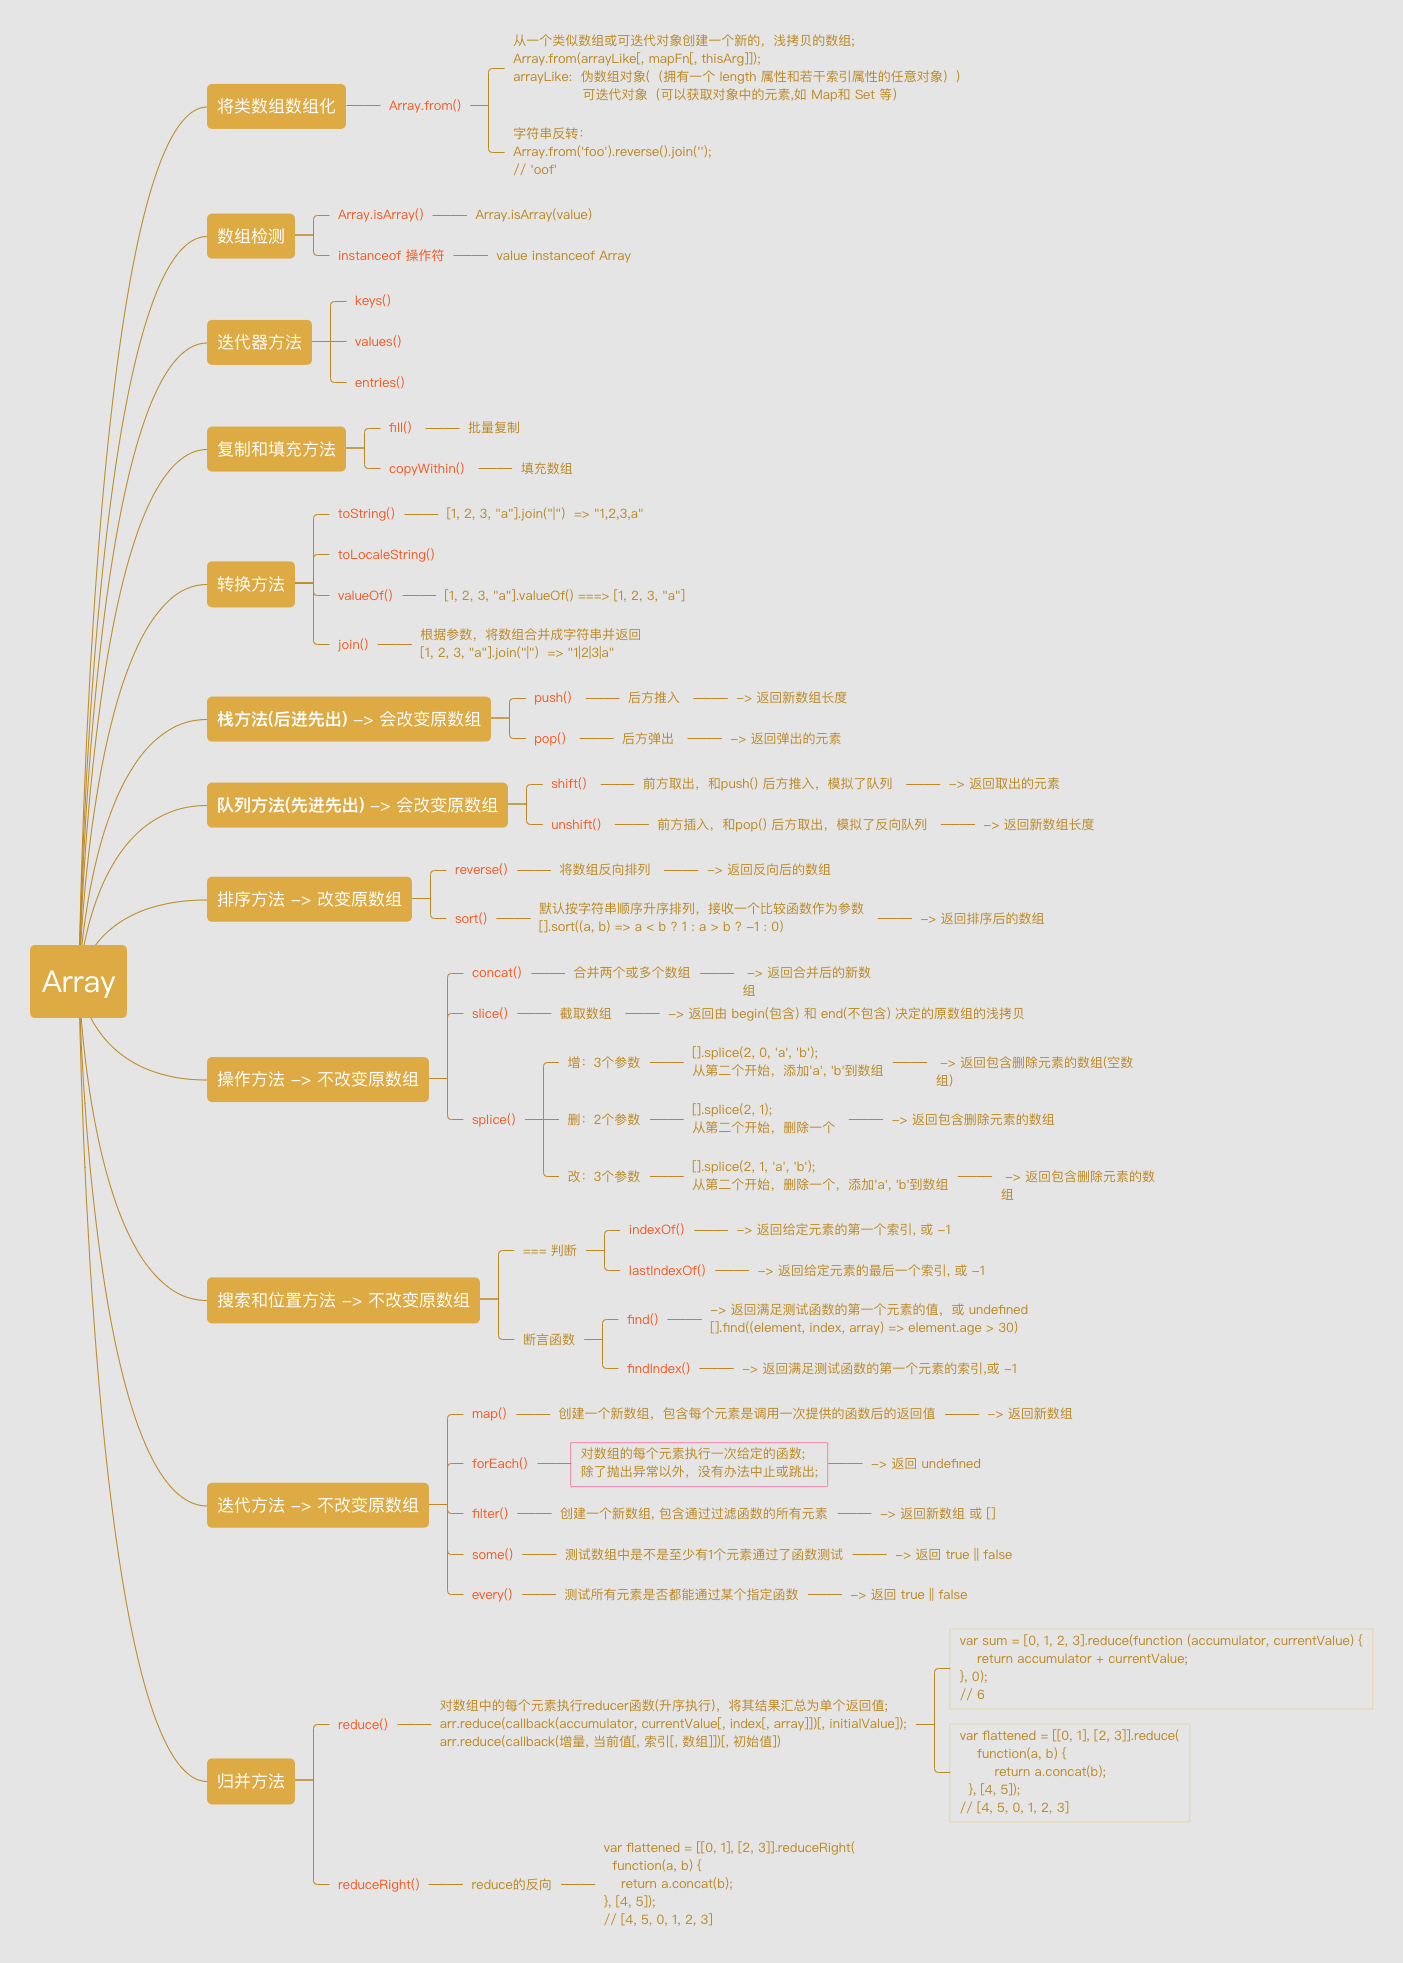 Array
将类数组数组化
Array.from()
从一个类似数组或可迭代对象创建一个新的，浅拷贝的数组;
Array.from(arrayLike[, mapFn[, thisArg]]);
arrayLike:  伪数组对象(（拥有一个 length 属性和若干索引属性的任意对象））
可迭代对象（可以获取对象中的元素,如 Map和 Set 等）
字符串反转：
Array.from('foo').reverse().join('');
// 'oof'
数组检测
Array.isArray()
Array.isArray(value)
instanceof 操作符
value instanceof Array
迭代器方法
keys()
values()
entries()
复制和填充方法
fill()
批量复制
copyWithin()
填充数组
转换方法
toString()
[1, 2, 3, "a"].join("|")  => "1,2,3,a"
toLocaleString()
valueOf()
[1, 2, 3, "a"].valueOf() ===> [1, 2, 3, "a"]
join()
根据参数，将数组合并成字符串并返回
[1, 2, 3, "a"].join("|")  => "1|2|3|a"
栈方法(后进先出) –> 会改变原数组
push()
后方推入
–> 返回新数组长度
pop()
后方弹出
–> 返回弹出的元素
队列方法(先进先出) –> 会改变原数组
shift()
前方取出，和push() 后方推入，模拟了队列
–> 返回取出的元素
unshift()
前方插入，和pop() 后方取出，模拟了反向队列
–> 返回新数组长度
排序方法 –> 改变原数组
reverse()
将数组反向排列
–> 返回反向后的数组
sort()
默认按字符串顺序升序排列，接收一个比较函数作为参数
[].sort((a, b) => a < b ? 1 : a > b ? –1 : 0)
–> 返回排序后的数组
操作方法 –> 不改变原数组
concat()
合并两个或多个数组
–> 返回合并后的新数
组
slice()
截取数组
–> 返回由 begin(包含) 和 end(不包含) 决定的原数组的浅拷贝
splice()
增：3个参数
[].splice(2, 0, 'a', 'b');
从第二个开始，添加'a', 'b'到数组
–> 返回包含删除元素的数组(空数
组)
删：2个参数
[].splice(2, 1);
从第二个开始，删除一个
–> 返回包含删除元素的数组
改：3个参数
[].splice(2, 1, 'a', 'b');
从第二个开始，删除一个，添加'a', 'b'到数组
–> 返回包含删除元素的数
组
搜索和位置方法 –> 不改变原数组
=== 判断
indexOf()
–> 返回给定元素的第一个索引, 或 –1
lastIndexOf()
–> 返回给定元素的最后一个索引, 或 –1
断言函数
find()
–> 返回满足测试函数的第一个元素的值，或 undefined
[].find((element, index, array) => element.age > 30)
findIndex()
–> 返回满足测试函数的第一个元素的索引,或 –1
迭代方法 –> 不改变原数组
map()
创建一个新数组，包含每个元素是调用一次提供的函数后的返回值
–> 返回新数组
forEach()
对数组的每个元素执行一次给定的函数;
除了抛出异常以外，没有办法中止或跳出;
–> 返回 undefined
filter()
创建一个新数组, 包含通过过滤函数的所有元素
–> 返回新数组 或 []
some()
测试数组中是不是至少有1个元素通过了函数测试
–> 返回 true || false
every()
测试所有元素是否都能通过某个指定函数
–> 返回 true || false
归并方法
reduce()
对数组中的每个元素执行reducer函数(升序执行)，将其结果汇总为单个返回值;
arr.reduce(callback(accumulator, currentValue[, index[, array]])[, initialValue]);
arr.reduce(callback(增量, 当前值[, 索引[, 数组]])[, 初始值])
var sum = [0, 1, 2, 3].reduce(function (accumulator, currentValue) {
return accumulator + currentValue;
}, 0);
// 6
var flattened = [[0, 1], [2, 3]].reduce(
function(a, b) {
return a.concat(b);
}, [4, 5]);
// [4, 5, 0, 1, 2, 3]
reduceRight()
reduce的反向
var flattened = [[0, 1], [2, 3]].reduceRight(
function(a, b) {
return a.concat(b);
}, [4, 5]);
// [4, 5, 0, 1, 2, 3]